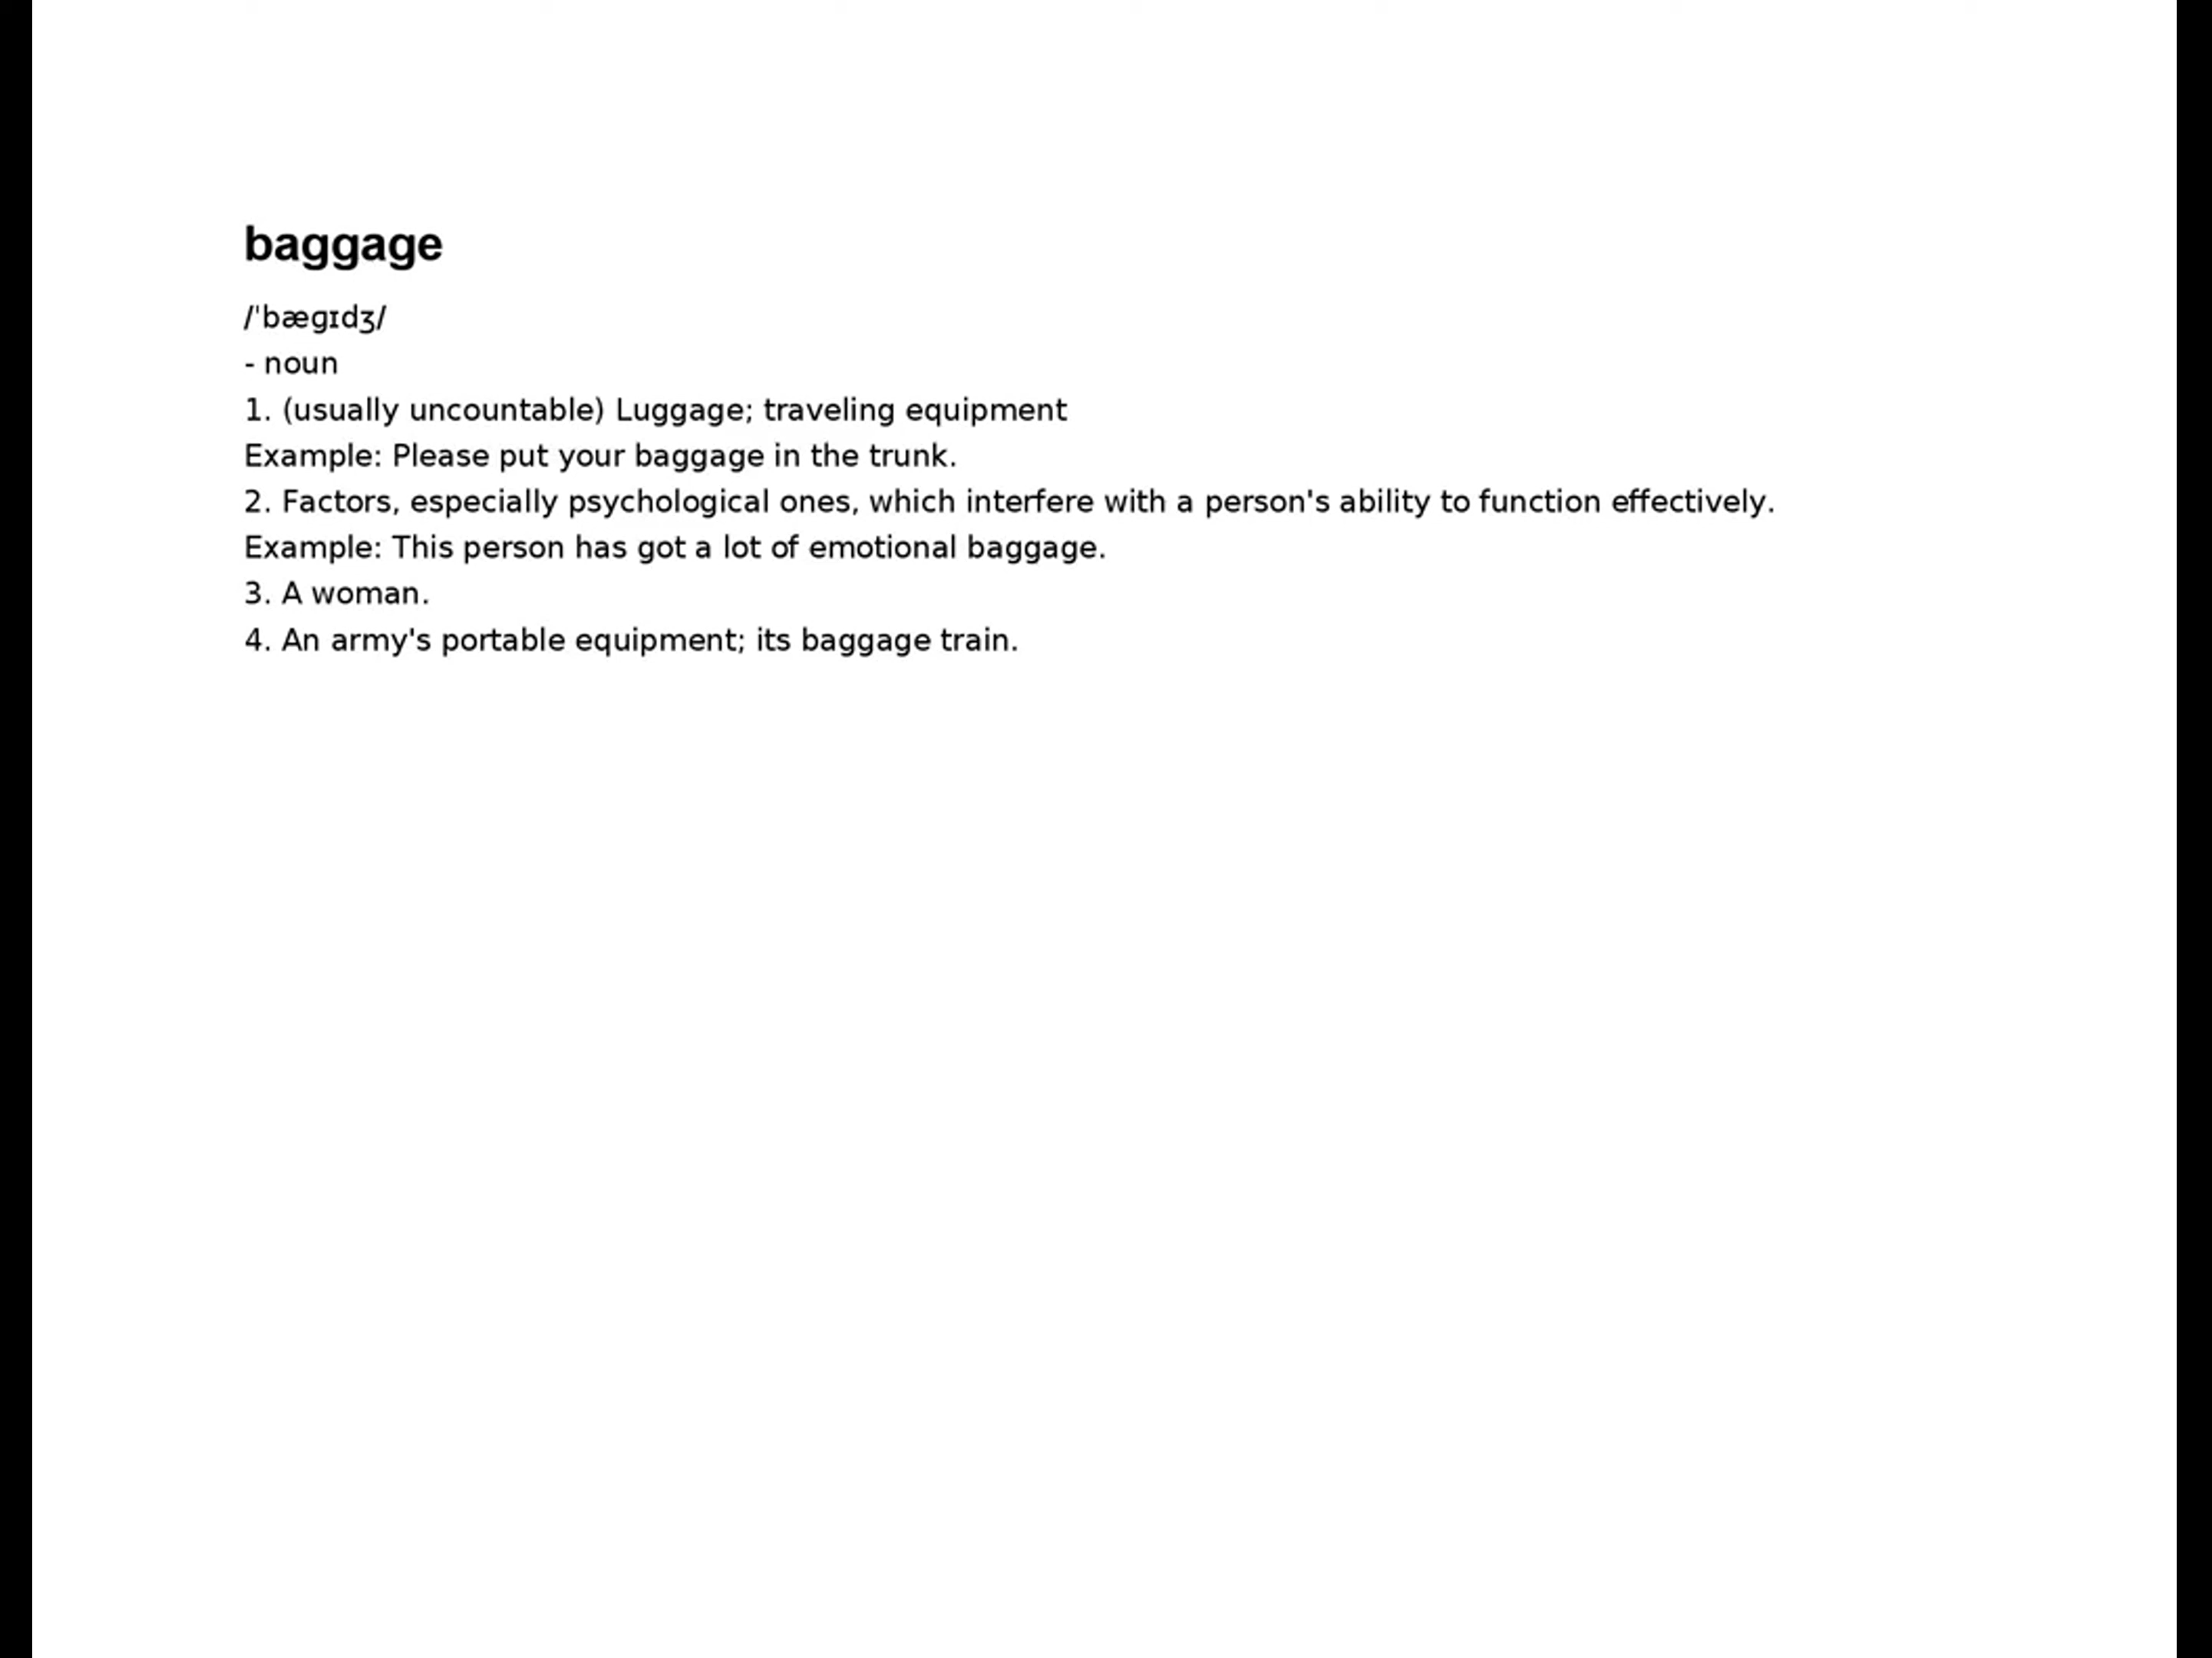 baggage
/ˈbægɪdʒ/
- noun
1. (usually uncountable) Luggage; traveling equipment
Example: Please put your baggage in the trunk.
2. Factors, especially psychological ones, which interfere with a person's ability to function effectively.
Example: This person has got a lot of emotional baggage.
3. A woman.
4. An army's portable equipment; its baggage train.